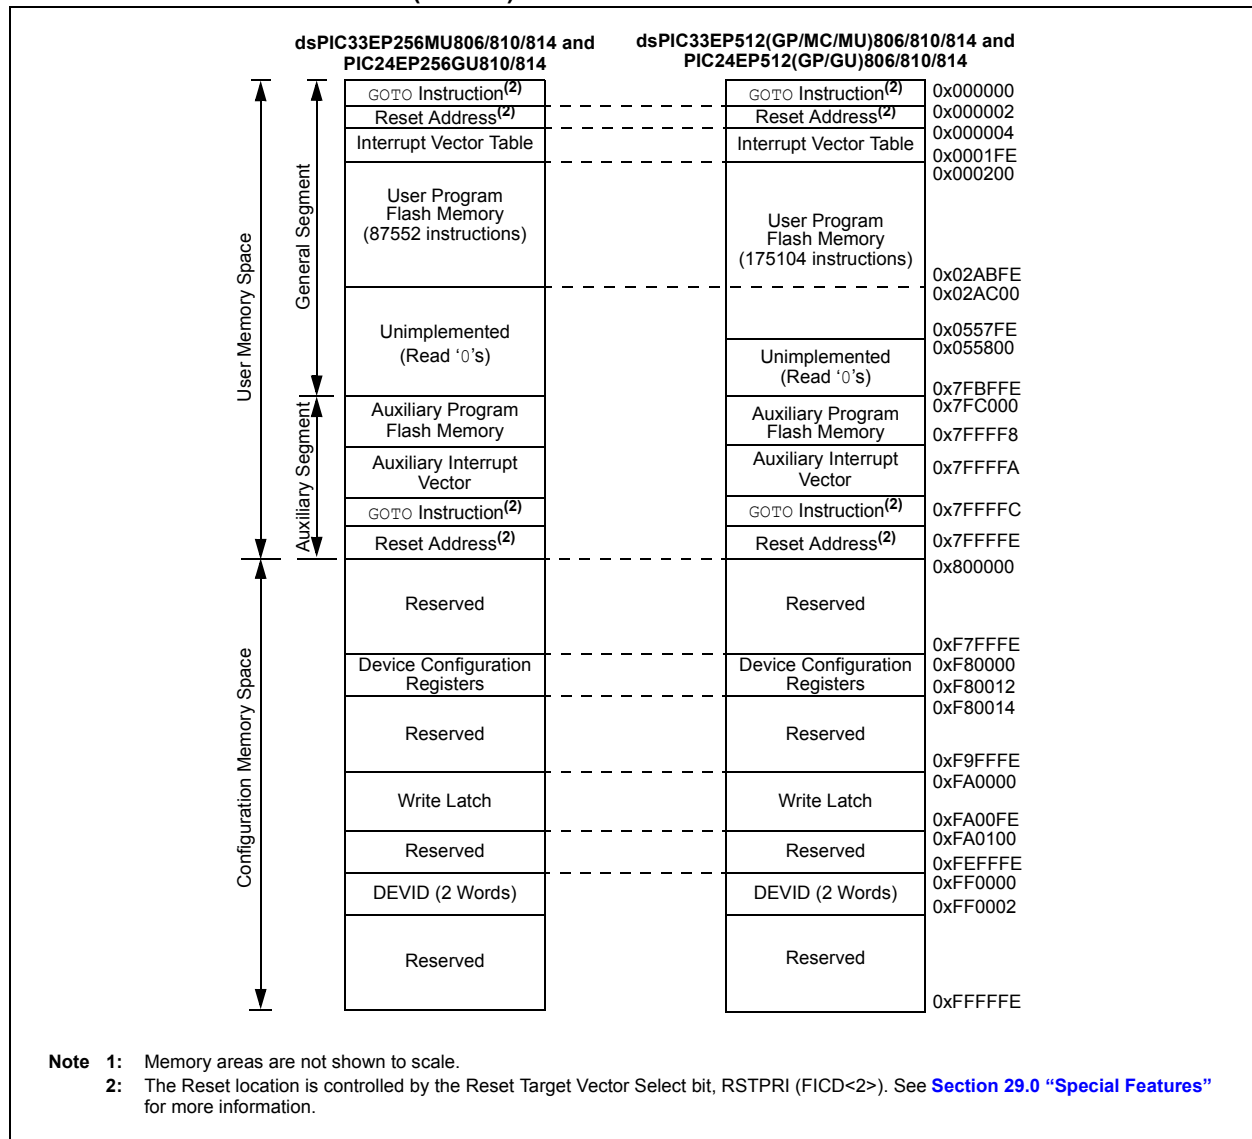 dsPIC33EP256MU806/810/814 and
PIC24EP256GU810/814
dsPIC33EP512(GP/MC/MU)806/810/814 and
PIC24EP512(GP/GU)806/810/814
User Memory Space
General Segment
Auxiliary Segment
Configuration Memory Space
GOTO Instruction(2)
Reset Address(2)
Interrupt Vector Table
User Program
Flash Memory
(87552 instructions)
Unimplemented
(Read ‘0’s)
Auxiliary Program
Flash Memory
Auxiliary Interrupt
Vector
GOTO Instruction(2)
Reset Address(2)
Reserved
Device Configuration
Registers
Reserved
Write Latch
Reserved
DEVID (2 Words)
Reserved
GOTO Instruction(2)
Reset Address(2)
Interrupt Vector Table
User Program
Flash Memory
(175104 instructions)
Unimplemented
(Read ‘0’s)
Auxiliary Program
Flash Memory
Auxiliary Interrupt
Vector
GOTO Instruction(2)
Reset Address(2)
Reserved
Device Configuration
Registers
Reserved
Write Latch
Reserved
DEVID (2 Words)
Reserved
0x000000
0x000002
0x000004
0x0001FE
0x000200
0x02ABFE
0x02AC00
0x0557FE
0x055800
0x7FBFFE
0x7FC000
0x7FFFF8
0x7FFFFA
0x7FFFFC
0x7FFFFE
0x800000
0xF7FFFE
0xF80000
0xF80012
0xF80014
0xF9FFFE
0xFA0000
0xFA00FE
0xFA0100
0xFEFFFE
0xFF0000
0xFF0002
0xFFFFFE
Note 1: Memory areas are not shown to scale.
2: The Reset location is controlled by the Reset Target Vector Select bit, RSTPRI (FICD<2>). See Section 29.0 “Special Features”
for more information.